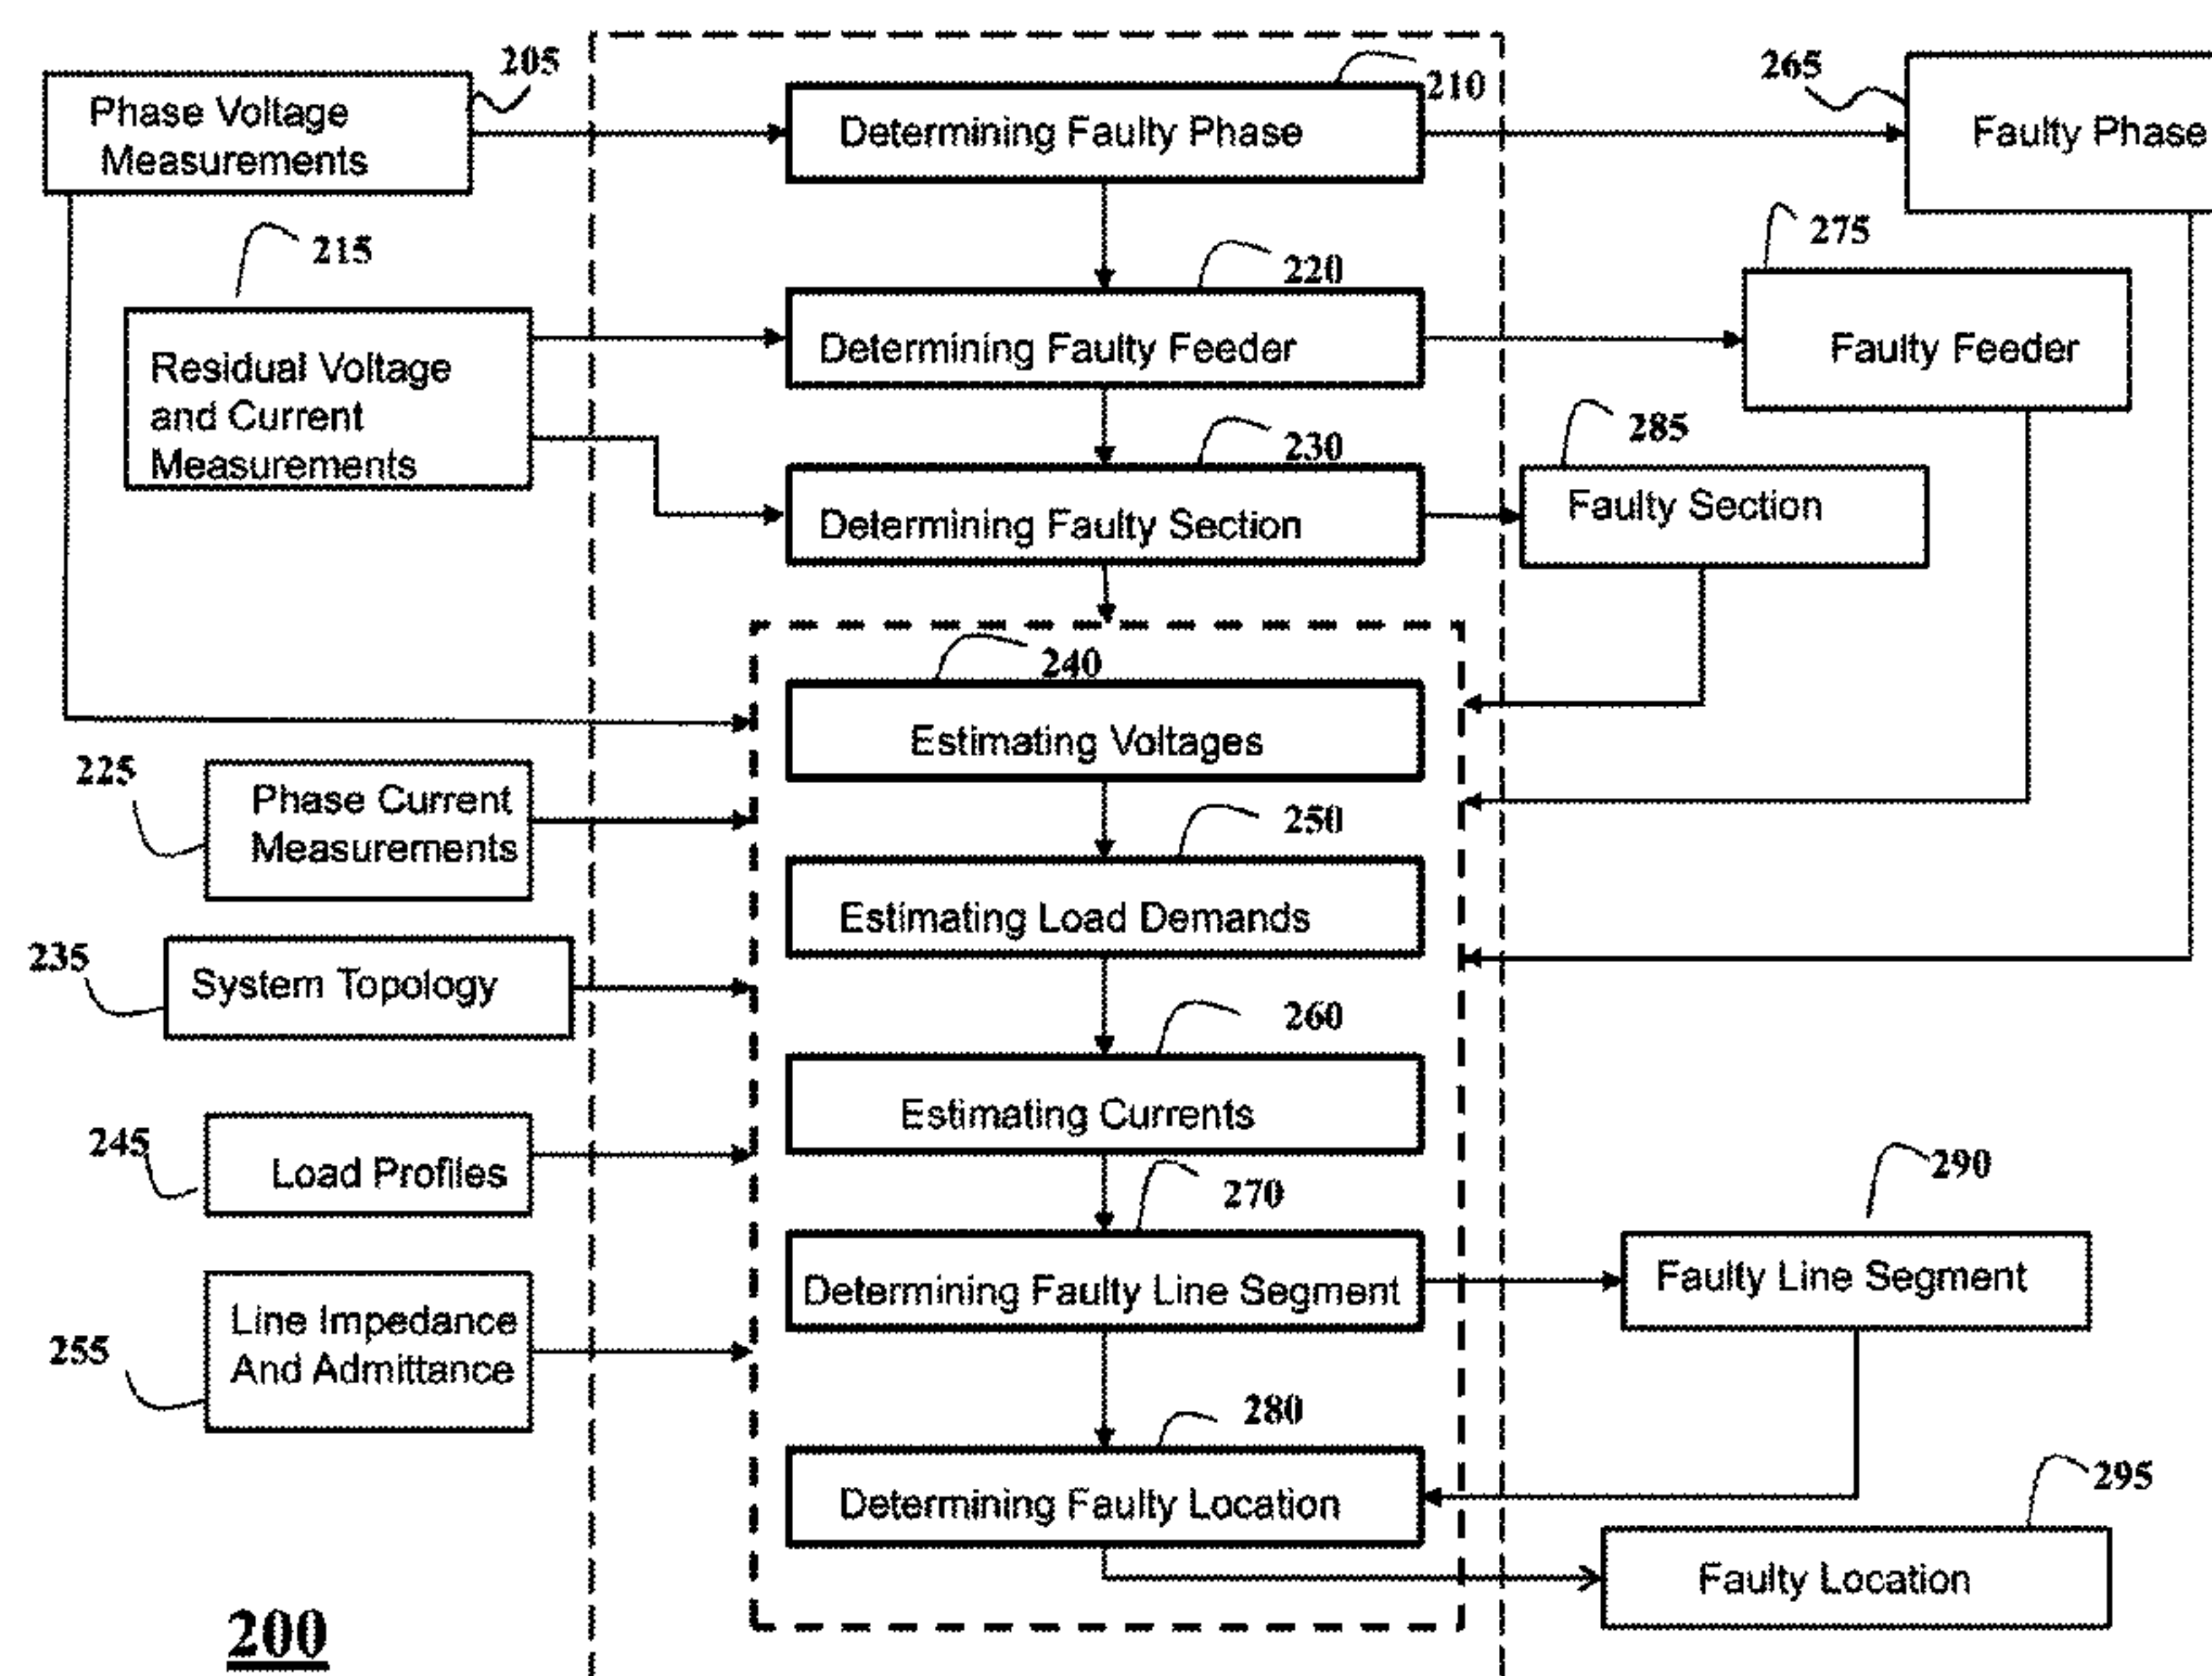 205
Phase Voltage
Measurements
210
Determining Faulty Phase
265
Faulty Phase
215
Residual Voltage
and Current
Measurements
220
Determining Faulty Feeder
275
Faulty Feeder
230
Determining Faulty Section
285
Faulty Section
240
Estimating Voltages
225
Phase Current
Measurements
250
Estimating Load Demands
235
System Topology
260
Estimating Currents
245
Load Profiles
270
Determining Faulty Line Segment
290
Faulty Line Segment
255
Line Impedance
And Admittance
280
Determining Faulty Location
295
Faulty Location
200